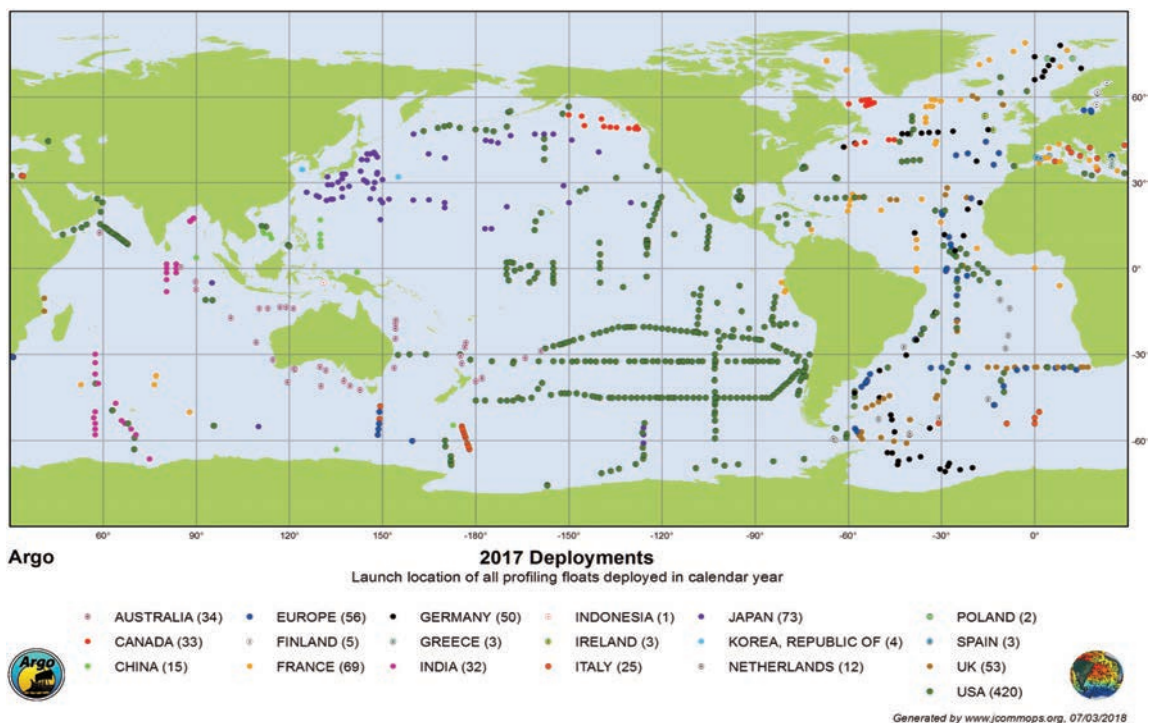 60°
30°
0°
-30°
-60°
60° 90° 120° 150° -180° -150° -120° -90° -60° -30° 0°
Argo
2017 Deployments
Launch location of all profiling floats deployed in calendar year
AUSTRALIA (34) EUROPE (56) GERMANY (50) INDONESIA (1) JAPAN (73) POLAND (2)
CANADA (33) FINLAND (5) GREECE (3) IRELAND (3) KOREA, REPUBLIC OF (4) SPAIN (3)
CHINA (15) FRANCE (69) INDIA (32) ITALY (25) NETHERLANDS (12) UK (53)
USA (420)
Argo
Generated by www.jcommops.org, 07/03/2018